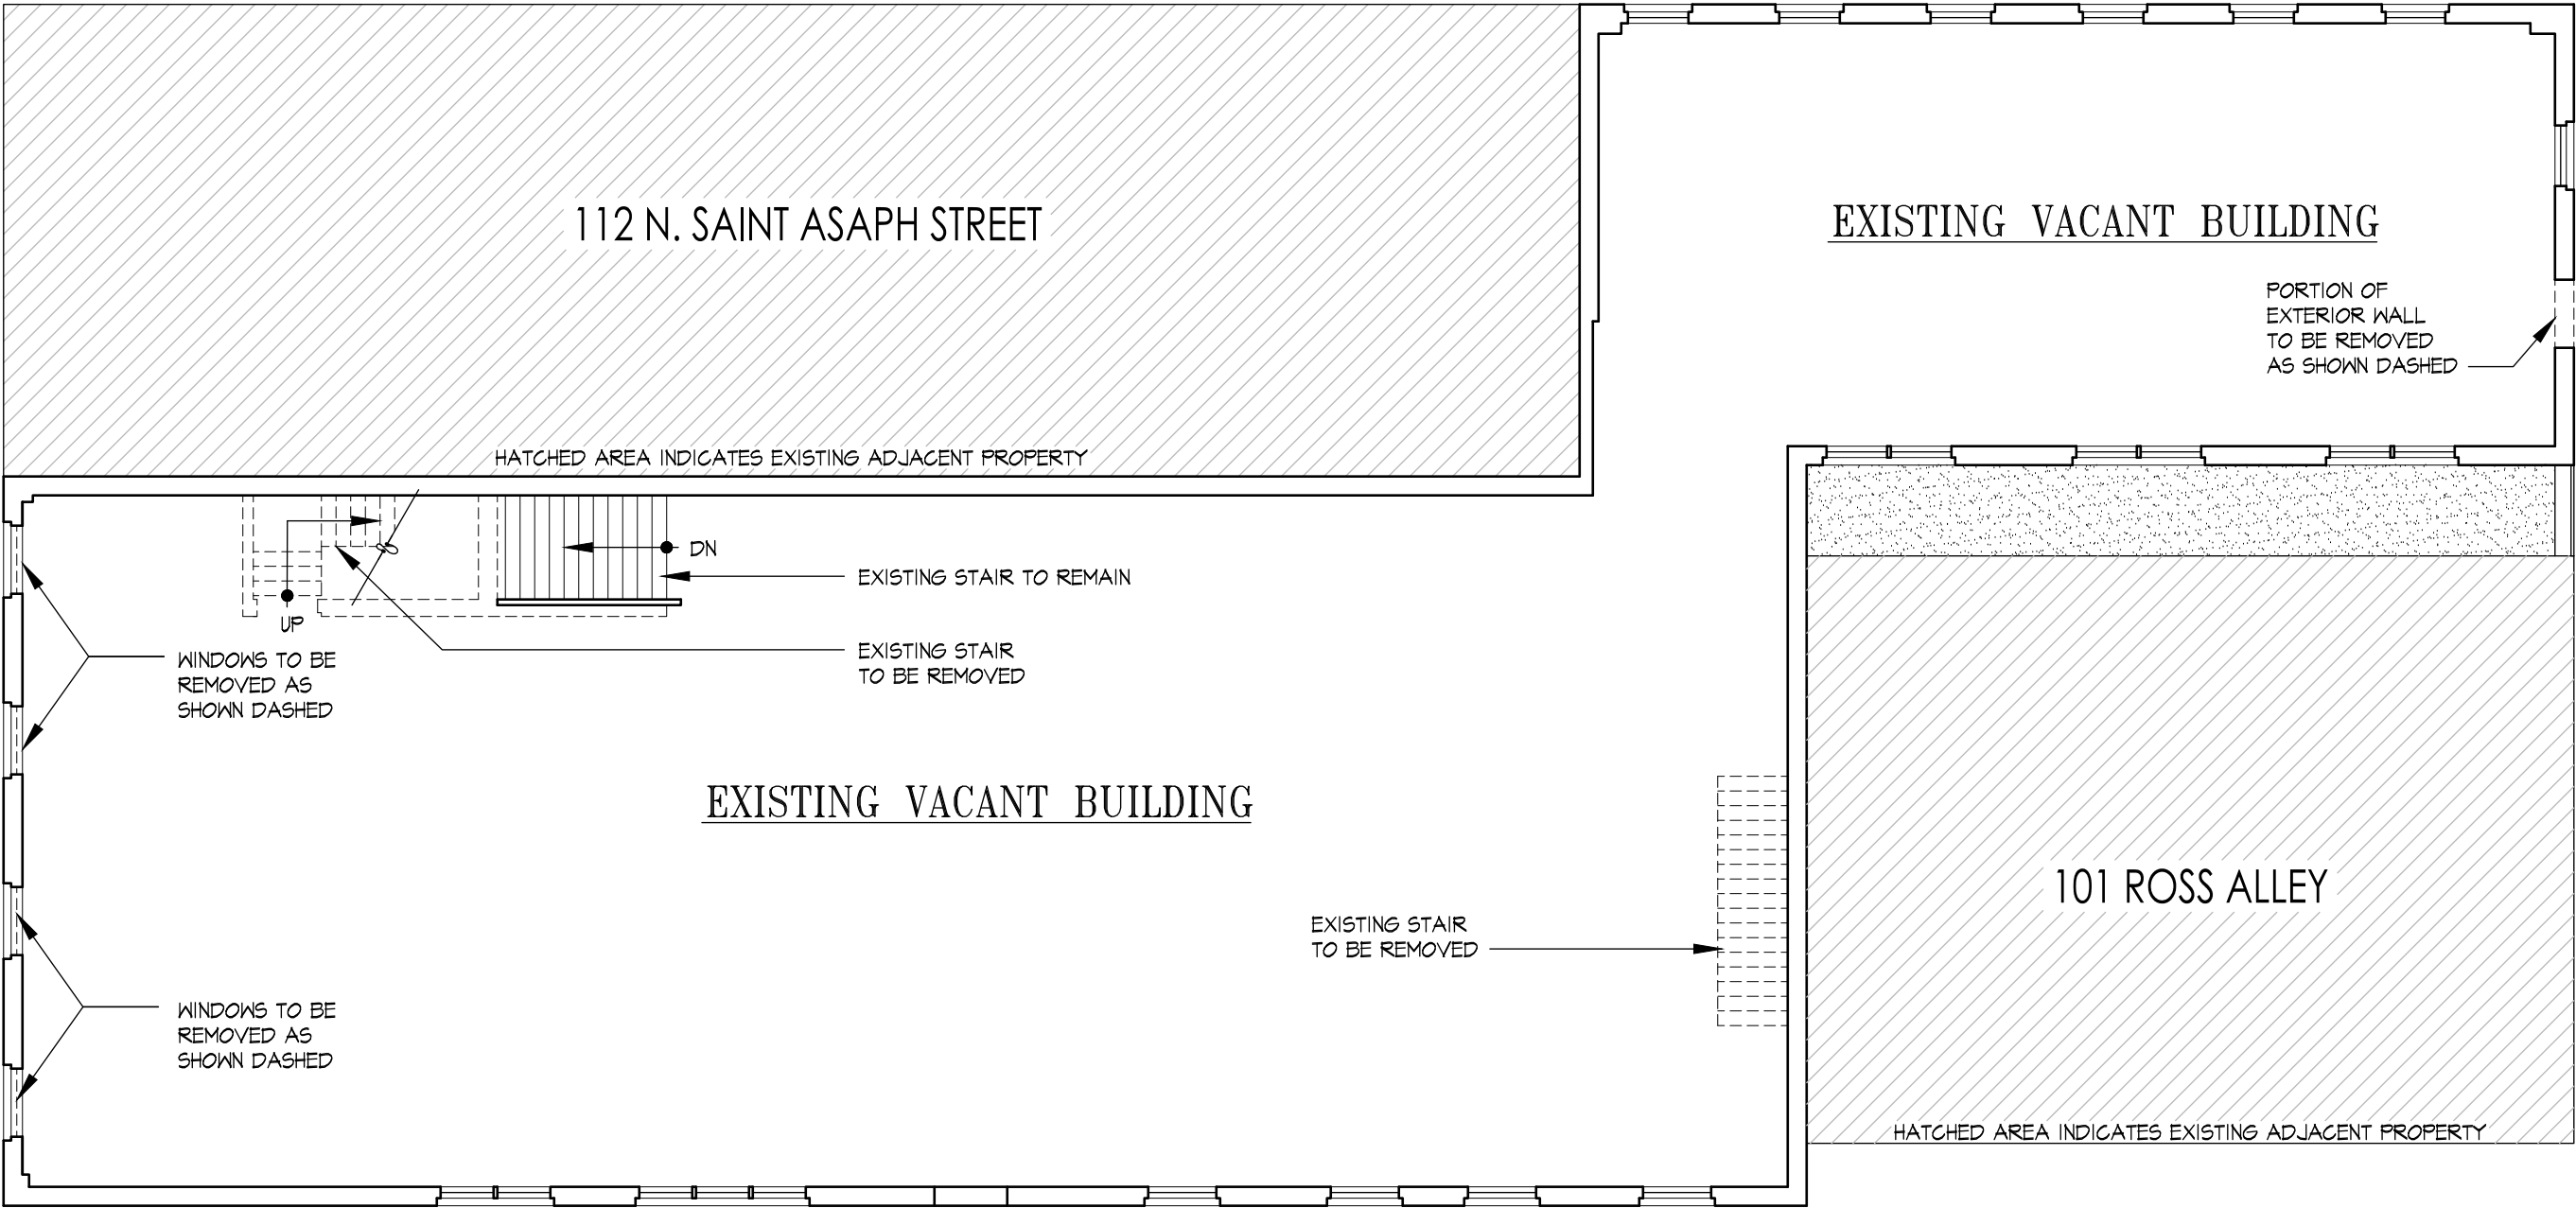 112 N. SAINT ASAPH STREET
EXISTING VACANT BUILDING
PORTION OF
EXTERIOR WALL
TO BE REMOVED
AS SHOWN DASHED
HATCHED AREA INDICATES EXISTING ADJACENT PROPERTY
DN
EXISTING STAIR TO REMAIN
UP
EXISTING STAIR
TO BE REMOVED
WINDOWS TO BE
REMOVED AS
SHOWN DASHED
EXISTING VACANT BUILDING
101 ROSS ALLEY
EXISTING STAIR
TO BE REMOVED
WINDOWS TO BE
REMOVED AS
SHOWN DASHED
HATCHED AREA INDICATES EXISTING ADJACENT PROPERTY